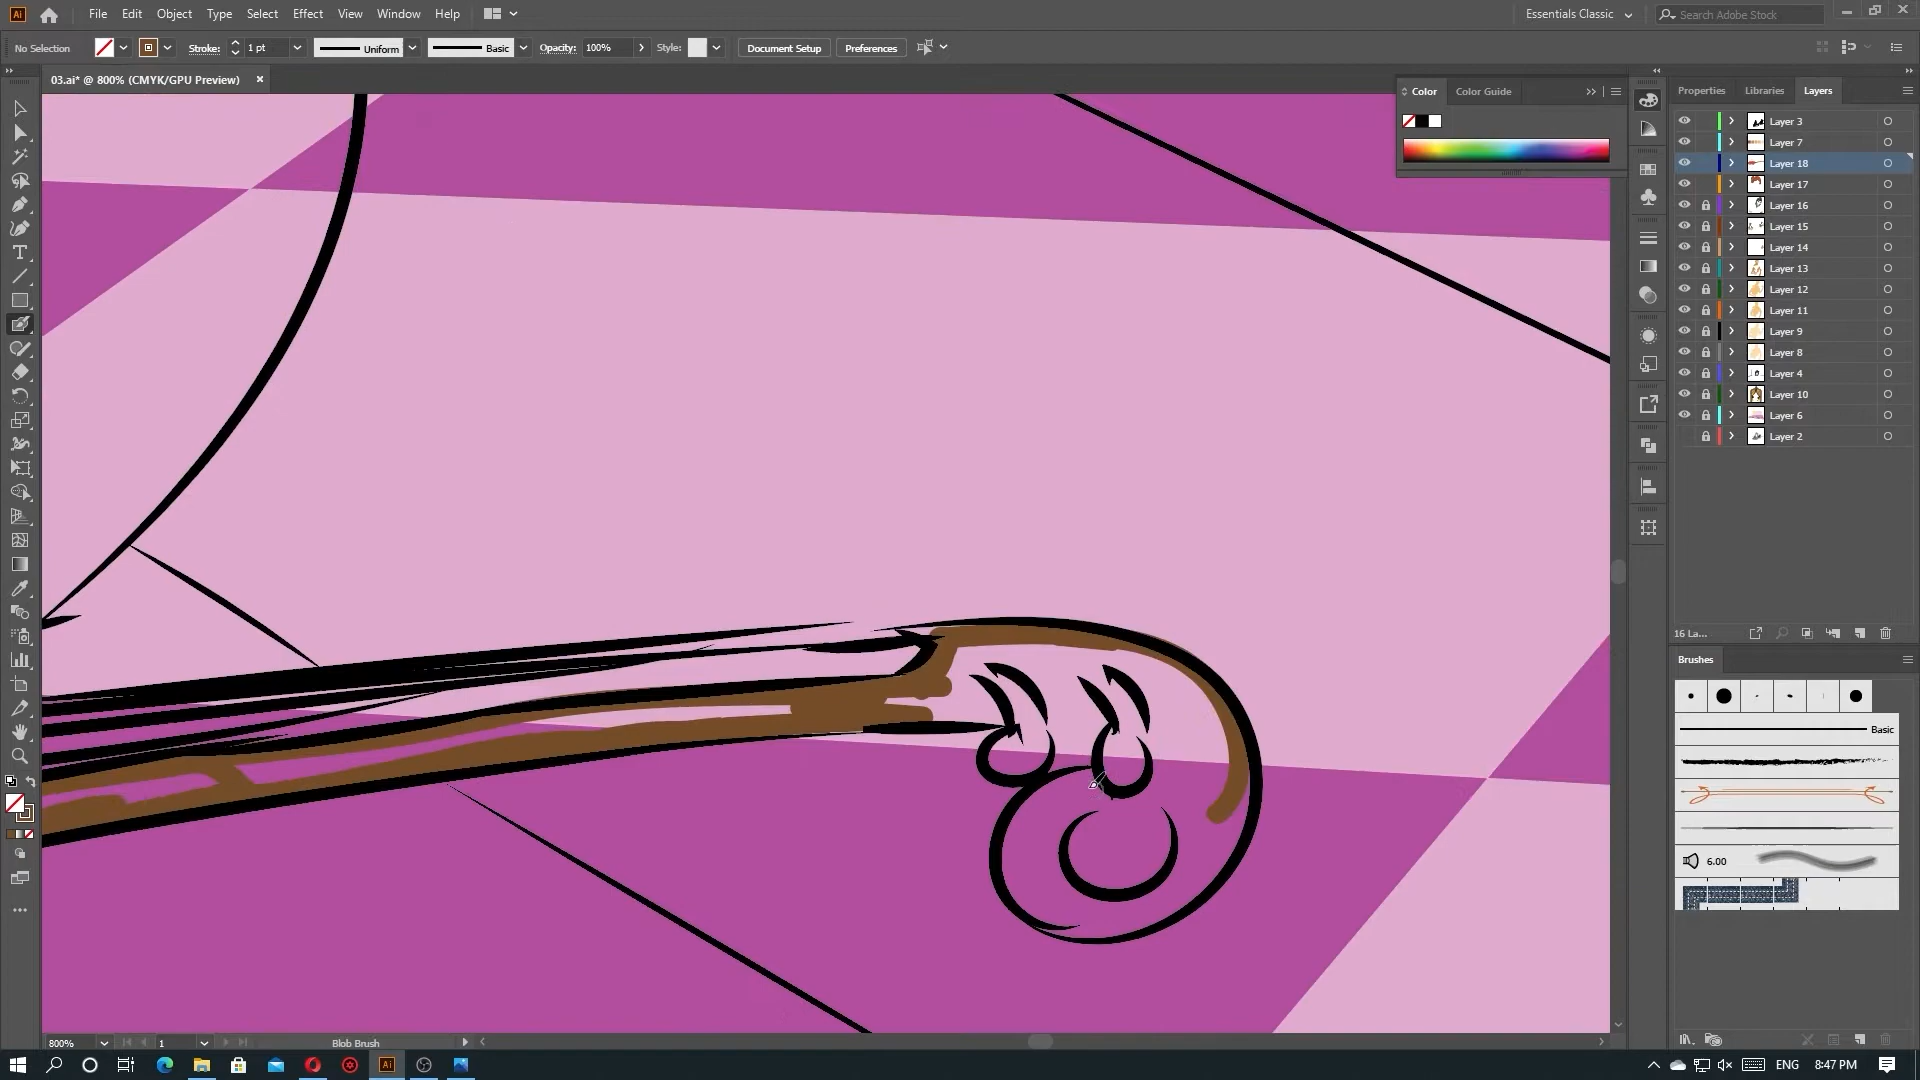 Ai File Edit Object Type Select Effect View Window Help Essentials Classic Search Adobe Stock
No Selection Stroke: 1 pt Uniform Basic Opacity: 100% Style: Document Setup Preferences
03.ai* @ 800% (CMYK/GPU Preview) ×
Color Color Guide
Properties Libraries Layers
Layer 3
Layer 7
Layer 18
Layer 17
Layer 16
Layer 15
Layer 14
Layer 13
Layer 12
Layer 11
Layer 9
Layer 8
Layer 4
Layer 10
Layer 6
Layer 2
16 La...
Brushes
Basic
6.00
800% 1 Blob Brush
Ai ENG 8:47 PM